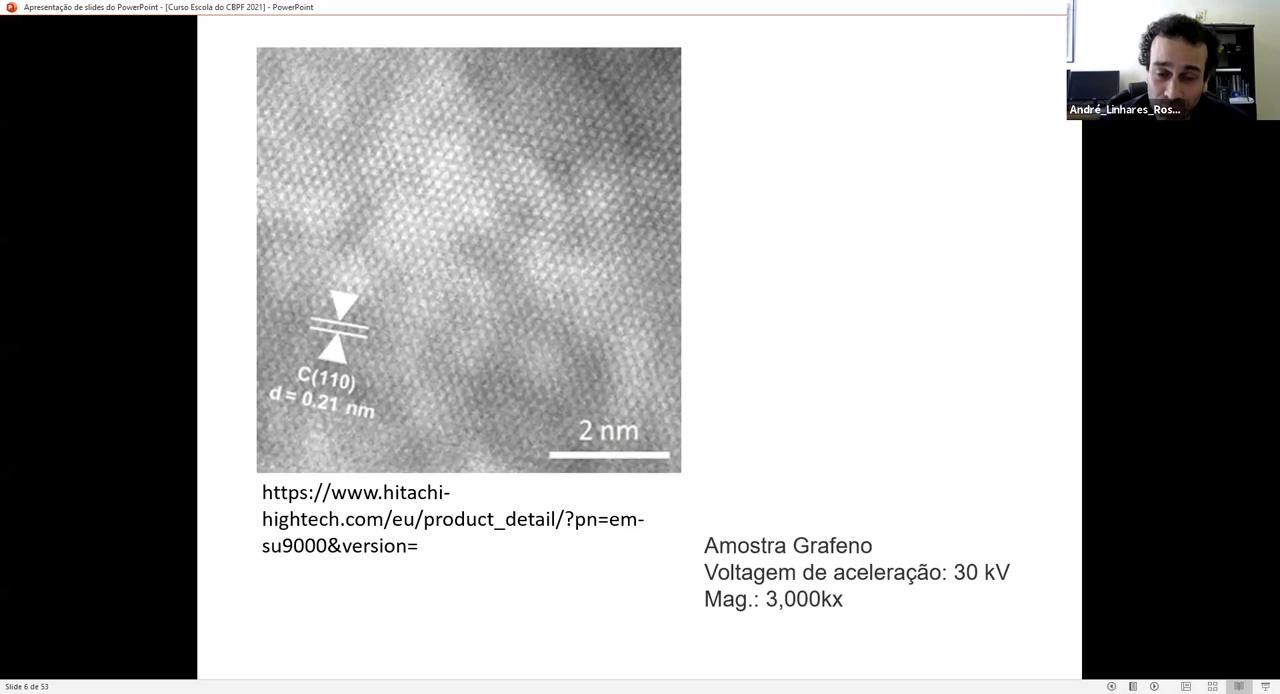 Apresentação de slides do PowerPoint - [Curso Escola do CBPF 2021] - PowerPoint
André_Linhares_Ros...
C(110)
d = 0.21 nm
2 nm
https://www.hitachi-
hightech.com/eu/product_detail/?pn=em-
su9000&version=
Amostra Grafeno
Voltagem de aceleração: 30 kV
Mag.: 3,000kx
Slide 6 de 53